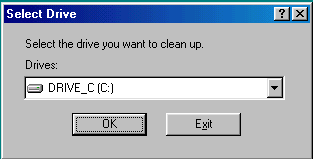 Select Drive
Select the drive you want to clean up.
Drives:
DRIVE_C (C:)
OK
Exit